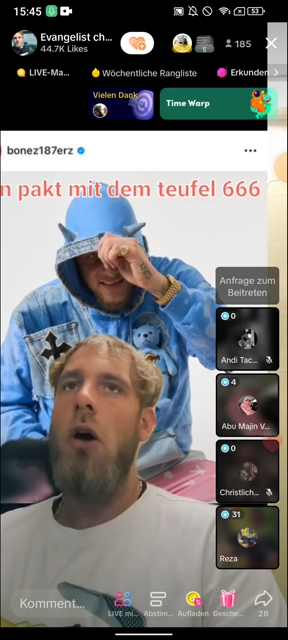 15:45
53
Evangelist ch...
44.7K Likes
5
185
LIVE-Ma...
Wöchentliche Rangliste
Erkunden
Vielen Dank
Time Warp
bonez187erz
n pakt mit dem teufel 666
Anfrage zum
Beitreten
0
Andi Tac...
4
Abu Majin V...
0
Christlich...
31
Reza
Komment...
LIVE mi...
Abstim...
Aufladen
Gesche...
28